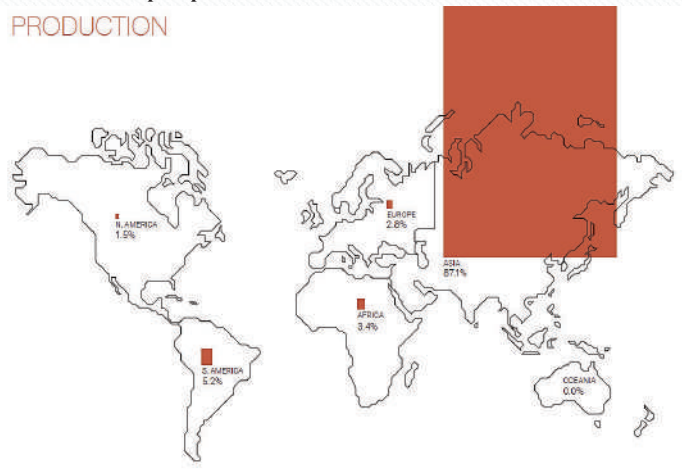 PRODUCTION
N. AMERICA
1.5%
EUROPE
2.8%
ASIA
87.1%
AFRICA
3.4%
S. AMERICA
5.2%
OCEANIA
0.0%